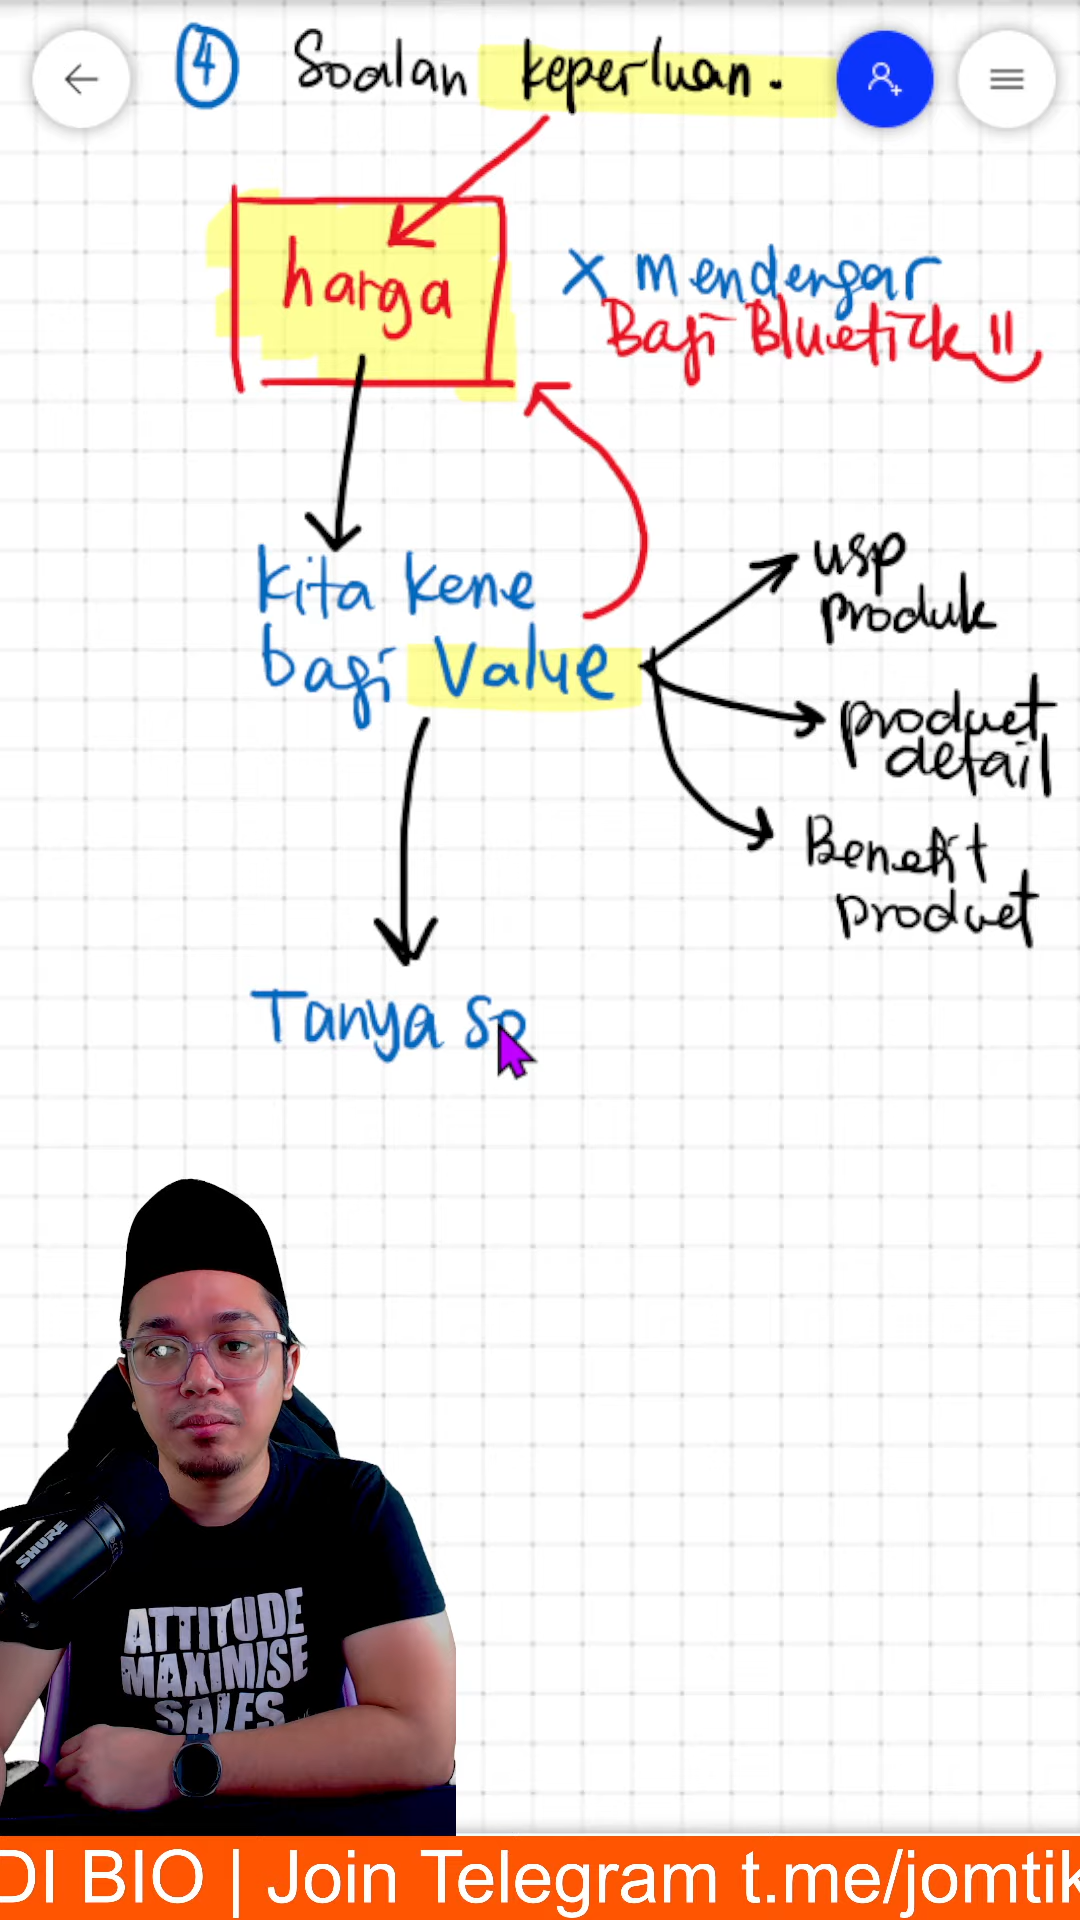 4 Soalan keperluan.
harga
x mendengar
Bagi Bluetick
kita kene
bagi Value
usp
produk
product
detail
Benefit
product
Tanya so
SHURE
ATTITUDE
MAXIMISE
SALES
DI BIO | Join Telegram t.me/jomtik